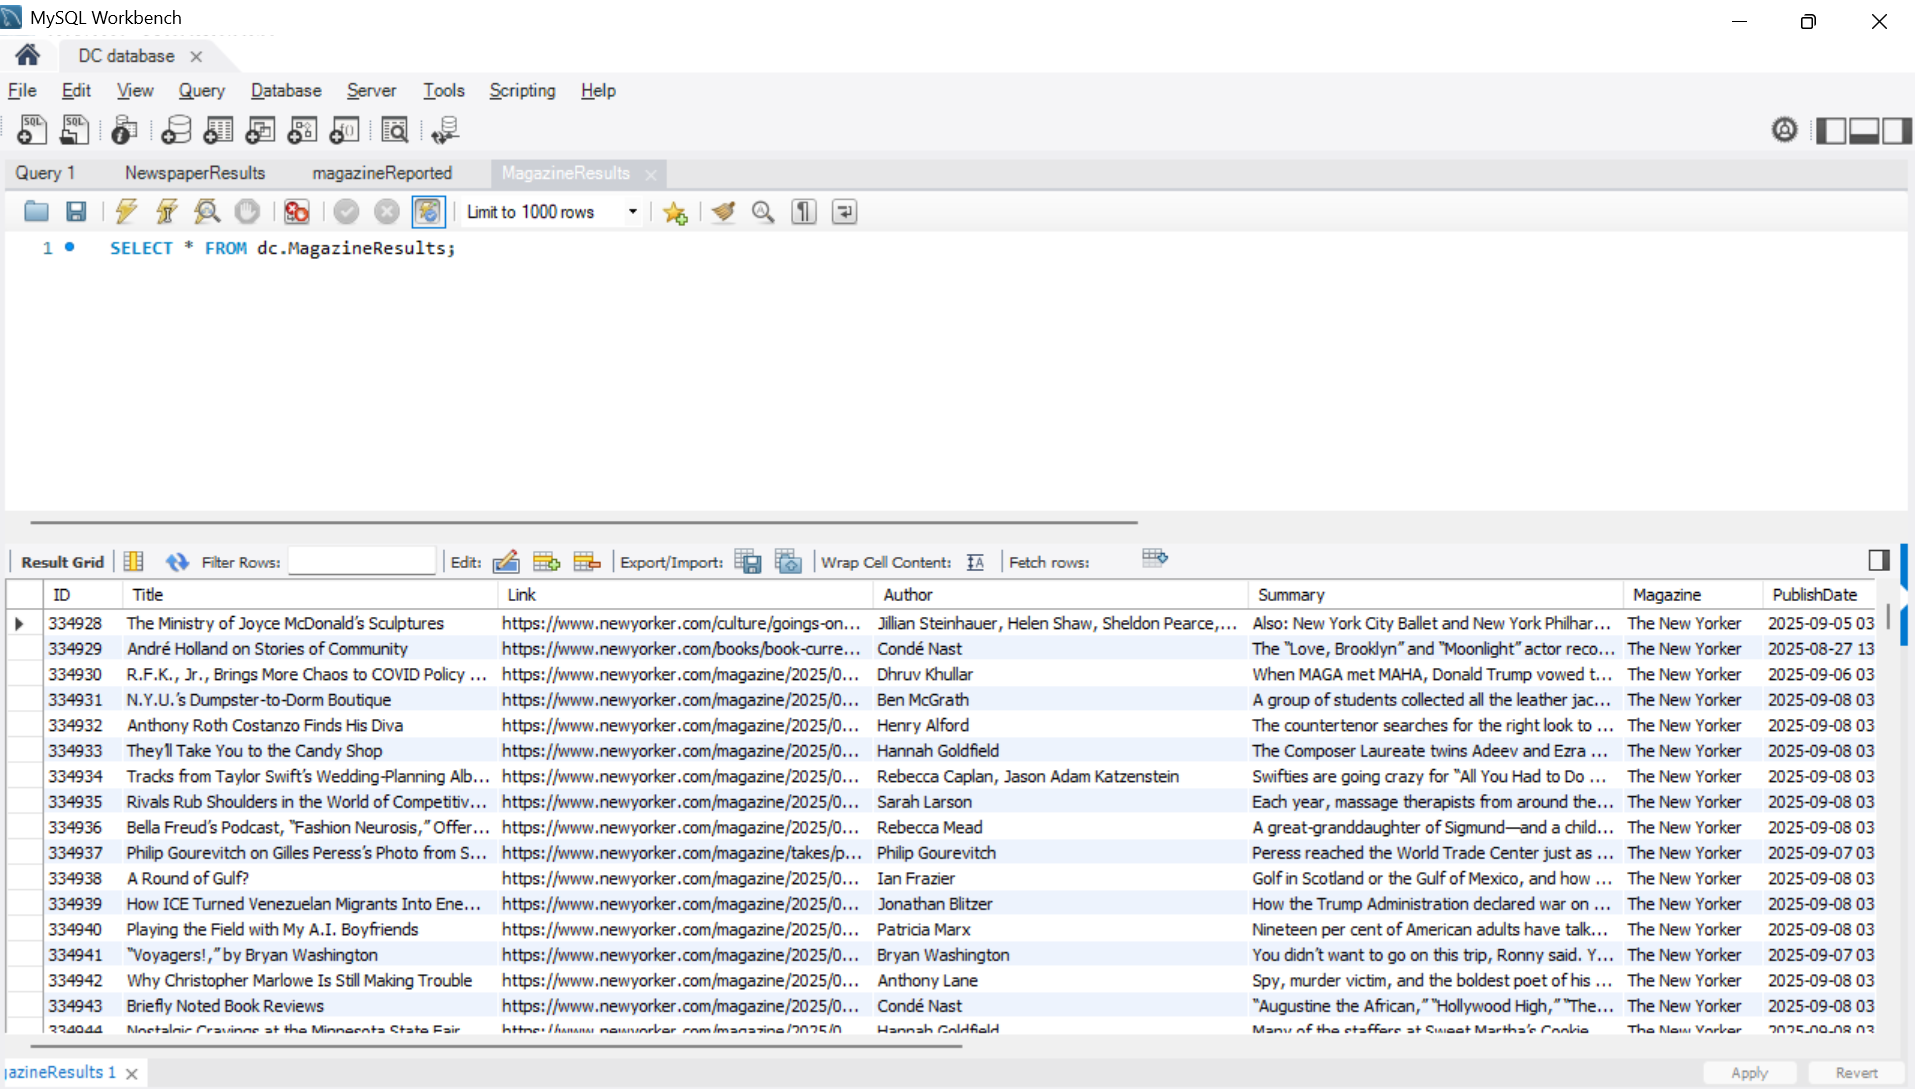 MySQL Workbench
DC database
File Edit View Query Database Server Tools Scripting Help
Query 1 NewspaperResults magazineReported MagazineResults
Limit to 1000 rows
1 SELECT * FROM dc.MagazineResults;
Result Grid Filter Rows: Edit: Export/Import: Wrap Cell Content: Fetch rows:
ID Title Link Author Summary Magazine PublishDate
334928 The Ministry of Joyce McDonald's Sculptures https://www.newyorker.com/culture/goings-on... Jillian Steinhauer, Helen Shaw, Sheldon Pearce,... Also: New York City Ballet and New York Philhar... The New Yorker 2025-09-05 03
334929 André Holland on Stories of Community https://www.newyorker.com/books/book-curre... Condé Nast The “Love, Brooklyn” and “Moonlight” actor reco... The New Yorker 2025-08-27 13
334930 R.F.K., Jr., Brings More Chaos to COVID Policy ... https://www.newyorker.com/magazine/2025/0... Dhruv Khullar When MAGA met MAHA, Donald Trump vowed t... The New Yorker 2025-09-06 03
334931 N.Y.U.'s Dumpster-to-Dorm Boutique https://www.newyorker.com/magazine/2025/0... Ben McGrath A group of students collected all the leather jac... The New Yorker 2025-09-08 03
334932 Anthony Roth Costanzo Finds His Diva https://www.newyorker.com/magazine/2025/0... Henry Alford The countertenor searches for the right look to ... The New Yorker 2025-09-08 03
334933 They'll Take You to the Candy Shop https://www.newyorker.com/magazine/2025/0... Hannah Goldfield The Composer Laureate twins Adeev and Ezra ... The New Yorker 2025-09-08 03
334934 Tracks from Taylor Swift's Wedding-Planning Alb... https://www.newyorker.com/magazine/2025/0... Rebecca Caplan, Jason Adam Katzenstein Swifties are going crazy for “All You Had to Do ... The New Yorker 2025-09-08 03
334935 Rivals Rub Shoulders in the World of Competitiv... https://www.newyorker.com/magazine/2025/0... Sarah Larson Each year, massage therapists from around the... The New Yorker 2025-09-08 03
334936 Bella Freud's Podcast, “Fashion Neurosis,” Offer... https://www.newyorker.com/magazine/2025/0... Rebecca Mead A great-granddaughter of Sigmund—and a child... The New Yorker 2025-09-08 03
334937 Philip Gourevitch on Gilles Peress's Photo from S... https://www.newyorker.com/magazine/takes/p... Philip Gourevitch Peress reached the World Trade Center just as ... The New Yorker 2025-09-07 03
334938 A Round of Gulf? https://www.newyorker.com/magazine/2025/0... Ian Frazier Golf in Scotland or the Gulf of Mexico, and how ... The New Yorker 2025-09-08 03
334939 How ICE Turned Venezuelan Migrants Into Ene... https://www.newyorker.com/magazine/2025/0... Jonathan Blitzer How the Trump Administration declared war on ... The New Yorker 2025-09-08 03
334940 Playing the Field with My A.I. Boyfriends https://www.newyorker.com/magazine/2025/0... Patricia Marx Nineteen per cent of American adults have talk... The New Yorker 2025-09-08 03
334941 “Voyagers!,” by Bryan Washington https://www.newyorker.com/magazine/2025/0... Bryan Washington You didn't want to go on this trip, Ronny said. Y... The New Yorker 2025-09-07 03
334942 Why Christopher Marlowe Is Still Making Trouble https://www.newyorker.com/magazine/2025/0... Anthony Lane Spy, murder victim, and the boldest poet of his ... The New Yorker 2025-09-08 03
334943 Briefly Noted Book Reviews https://www.newyorker.com/magazine/2025/0... Condé Nast “Augustine the African,” “Hollywood High,” “The... The New Yorker 2025-09-08 03
334944 Nostalgic Cravings at the Minnesota State Fair https://www.newyorker.com/magazine/2025/0... Hannah Goldfield Many of the staffers at Sweet Martha's Cookie The New Yorker 2025-09-08 03
azineResults 1
Apply Revert